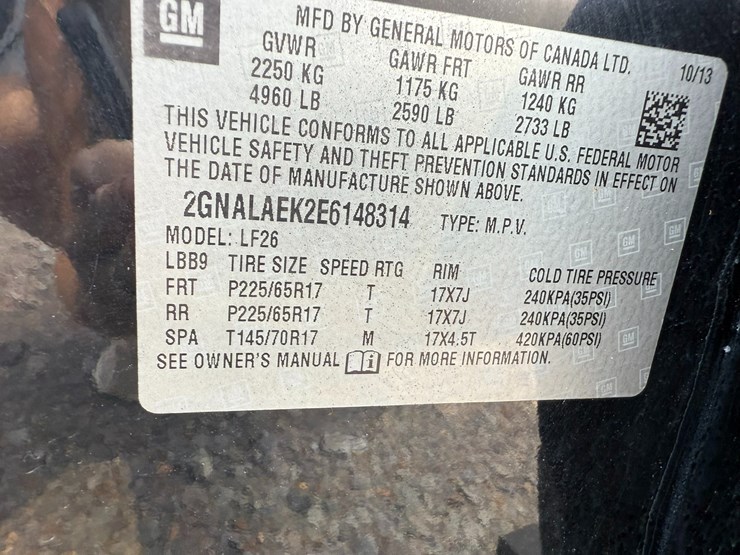 GM
MFD BY GENERAL MOTORS OF CANADA LTD.
10/13
GVWR GAWR FRT GAWR RR
2250 KG 1175 KG 1240 KG
4960 LB 2590 LB 2733 LB
THIS VEHICLE CONFORMS TO ALL APPLICABLE U.S. FEDERAL MOTOR
VEHICLE SAFETY AND THEFT PREVENTION STANDARDS IN EFFECT ON
THE DATE OF MANUFACTURE SHOWN ABOVE.
2GNALAEK2E6148314 TYPE: M.P.V.
MODEL: LF26
LBB9 TIRE SIZE SPEED RTG RIM COLD TIRE PRESSURE
FRT P225/65R17 T 17X7J 240KPA(35PSI)
RR P225/65R17 T 17X7J 240KPA(35PSI)
SPA T145/70R17 M 17X4.5T 420KPA(60PSI)
SEE OWNER'S MANUAL i FOR MORE INFORMATION.